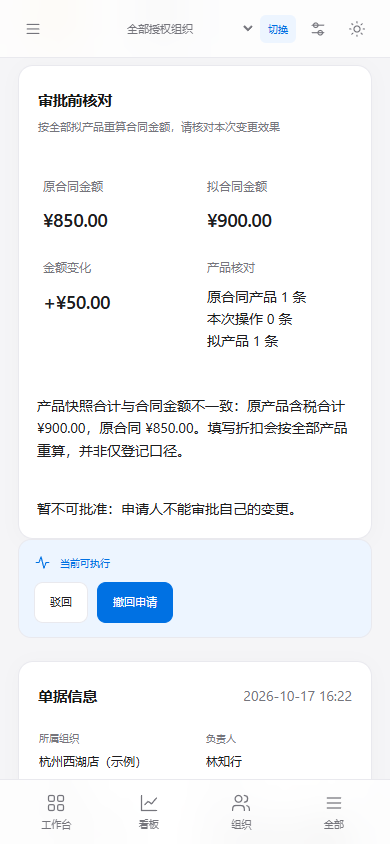 全部授权组织
切换
审批前核对
按全部拟产品重算合同金额，请核对本次变更效果
原合同金额
拟合同金额
¥850.00
¥900.00
金额变化
产品核对
+¥50.00
原合同产品 1 条
本次操作 0 条
拟产品 1 条
产品快照合计与合同金额不一致：原产品含税合计
¥900.00，原合同 ¥850.00。填写折扣会按全部产品
重算，并非仅登记口径。
暂不可批准：申请人不能审批自己的变更。
当前可执行
驳回
撤回申请
单据信息
2026-10-17 16:22
所属组织
负责人
杭州西湖店（示例）
林知行
工作台
看板
组织
全部